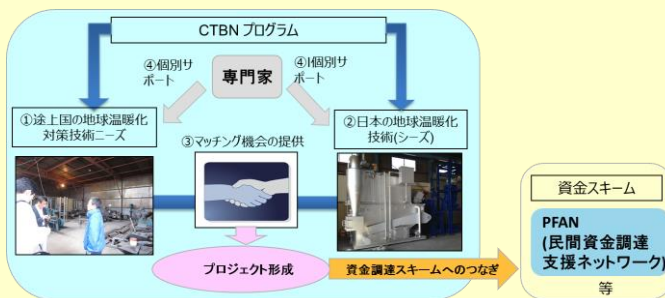 CTBN プログラム
④個別サ
ポート
専門家
④I個別サ
ポート
①途上国の地球温暖化
対策技術ニーズ
③マッチング機会の提供
②日本の地球温暖化
技術(シーズ)
プロジェクト形成
資金調達スキームへのつなぎ
資金スキーム
PFAN
(民間資金調達
支援ネットワーク)
等